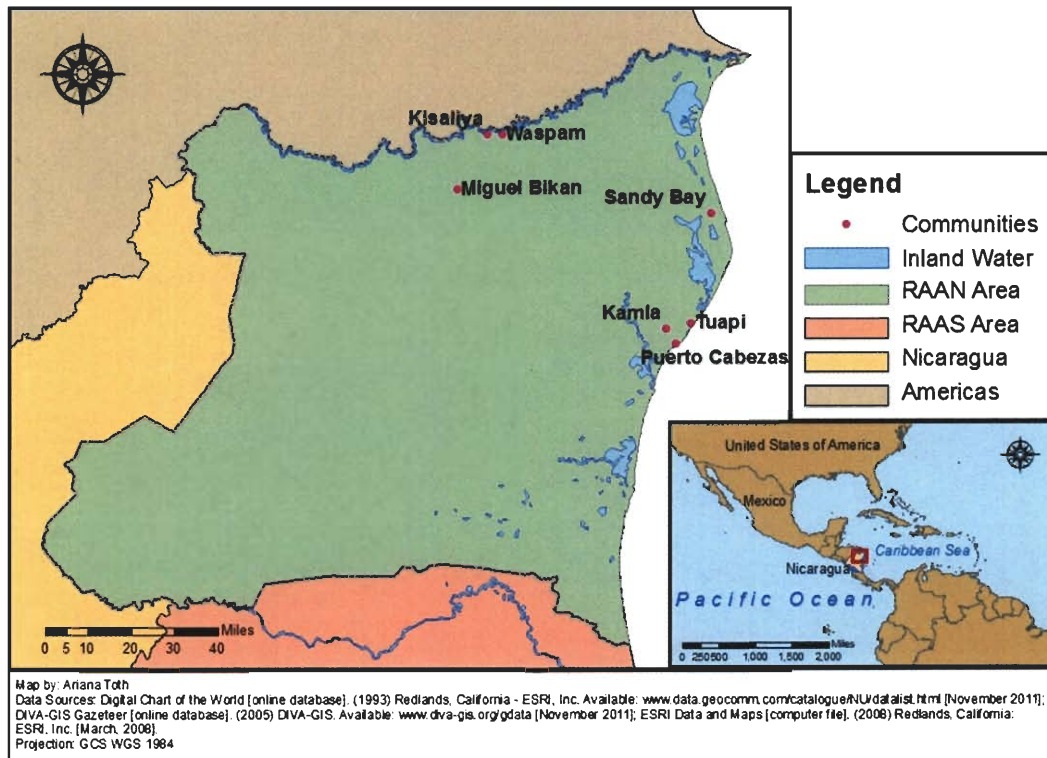 Kisaliya
Waspam
Miguel Bikan
Sandy Bay
Kamla
Tuapi
Puerto Cabezas
Miles
0 5 10 20 30 40
Legend
Communities
Inland Water
RAAN Area
RAAS Area
Nicaragua
Americas
United States of America
Mexico
Caribbean Sea
Nicaragua
Pacific Ocean
Miles
0 250500 1,000 1,500 2,000
Map by: Ariana Toth
Data Sources: Digital Chart of the World [online database]. (1993) Redlands, California - ESRI, Inc. Available: www.data.geocomm.com/catalogue/NU/datalist.html [November 2011];
DIVA-GIS Gazeteer [online database]. (2005) DIVA-GIS. Available: www.diva-gis.org/gdata [November 2011]; ESRI Data and Maps [computer file]. (2008) Redlands, California:
ESRI, Inc. [March, 2008].
Projection: GCS WGS 1984